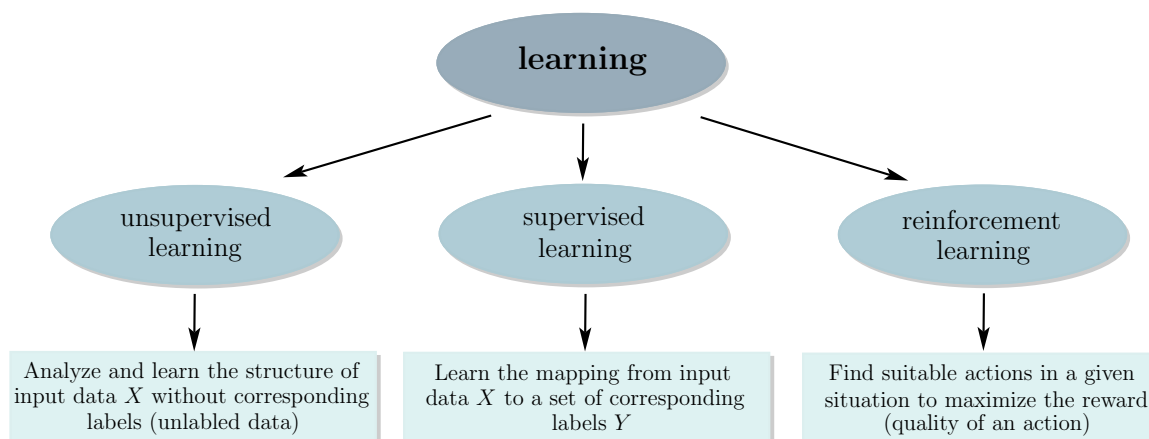 learning
unsupervised
learning
supervised
learning
reinforcement
learning
Analyze and learn the structure of
input data X without corresponding
labels (unlabled data)
Learn the mapping from input
data X to a set of corresponding
labels Y
Find suitable actions in a given
situation to maximize the reward
(quality of an action)